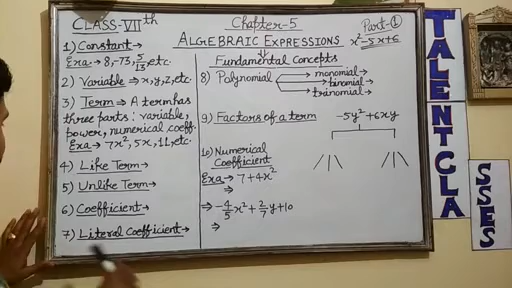 CLASS-VIIth
Chapter-5
Part-①
ALGEBRAIC EXPRESSIONS
x²-5x+6
1) Constant→
Exa.→ 8, -73, 5/13, etc.
2) Variable ⇒ x, y, z, etc.
3) Term ⇒ A term has
three parts: variable,
power, numerical coeff.
Exa→ 7x², 5x, 11, etc.
4) Like Term→
5) Unlike Term→
6) Coefficient→
7) Literal Coefficient→
Fundamental Concepts
8) Polynomial
monomial→
binomial→
trinomial→
9) Factors of a term
-5y²+6xy
10) Numerical
Coefficient
Exa→ 7+4x²
⇒
⇒ -4/5x²+2/7y+10
⇒
TALENT
CLASSES